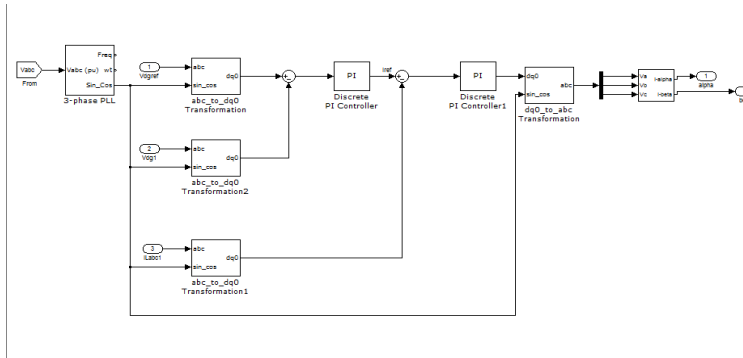 Vabc
From
Freq
Vabc (pu) wt
Sin_Cos
3-phase PLL
1
Vdgref
abc
dq0
sin_cos
abc_to_dq0
Transformation
2
Vdg1
abc
dq0
sin_cos
abc_to_dq0
Transformation2
3
ILabc1
abc
dq0
sin_cos
abc_to_dq0
Transformation1
PI
Discrete
PI Controller
Iref
PI
Discrete
PI Controller1
dq0
abc
sin_cos
dq0_to_abc
Transformation
Va
Vb
Vc
I-alpha
I-beta
1
alpha